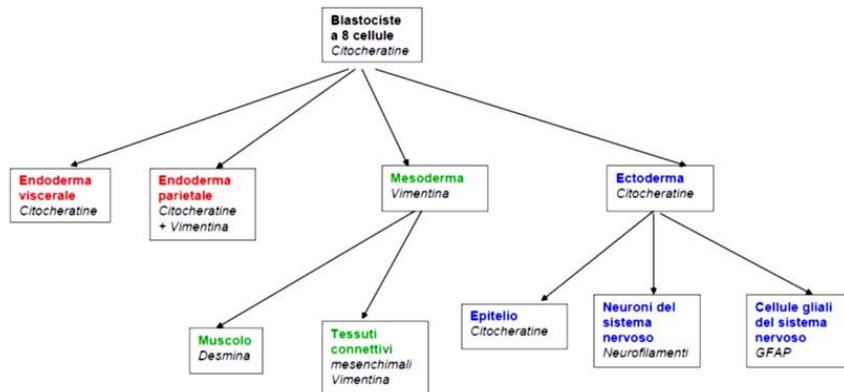 Blastociste
a 8 cellule
Citocheratine
Endoderma
viscerale
Citocheratine
Endoderma
parietale
Citocheratine
+ Vimentina
Mesoderma
Vimentina
Ectoderma
Citocheratine
Muscolo
Desmina
Tessuti
connettivi
mesenchimali
Vimentina
Epitelio
Citocheratine
Neuroni del
sistema
nervoso
Neurofilamenti
Cellule gliali
del sistema
nervoso
GFAP